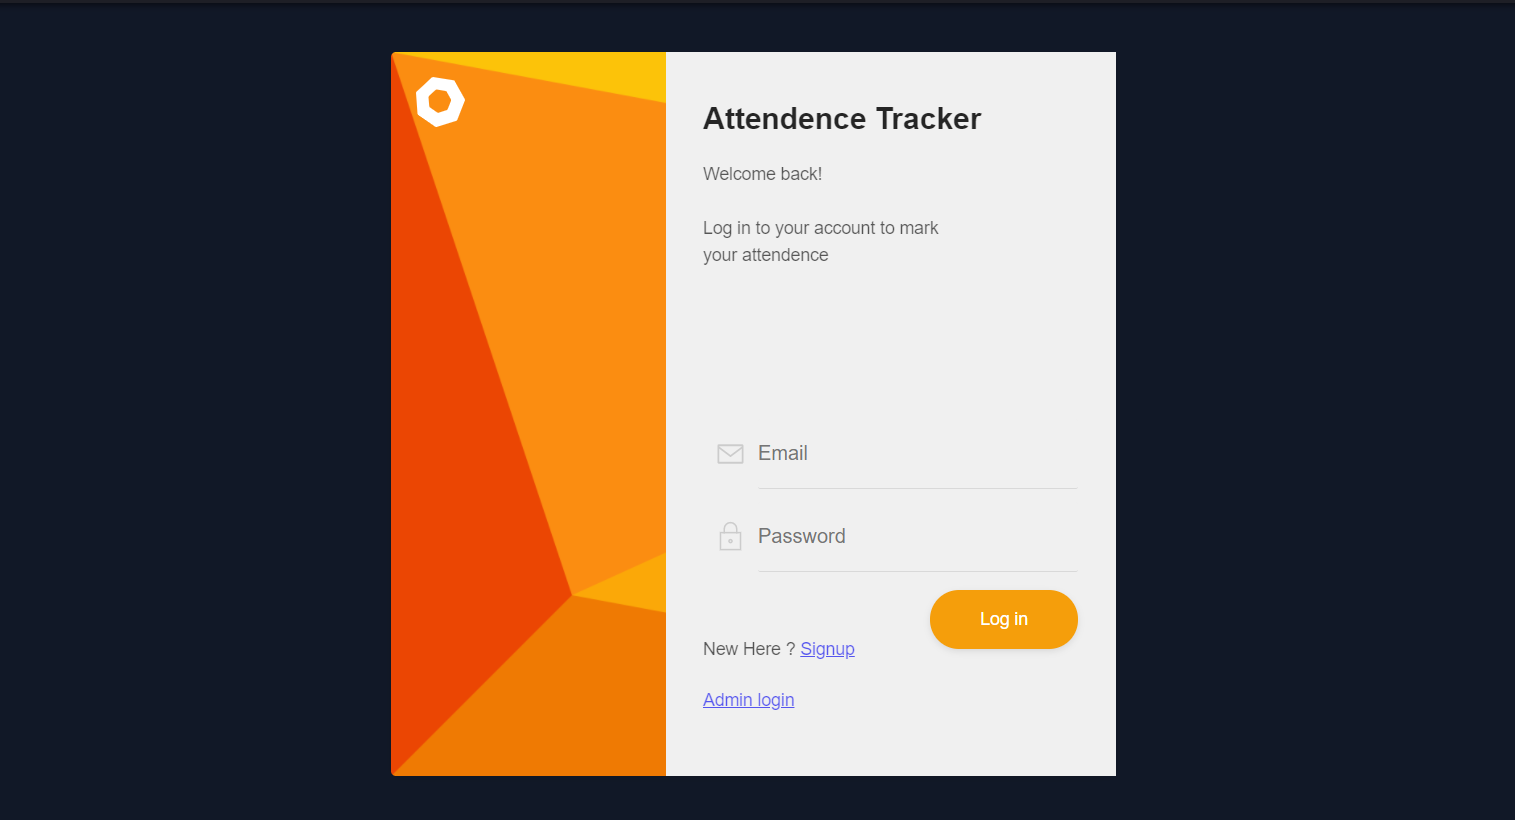 Attendence Tracker
Welcome back!
Log in to your account to mark
your attendence
Email
Password
Log in
New Here ? Signup
Admin login